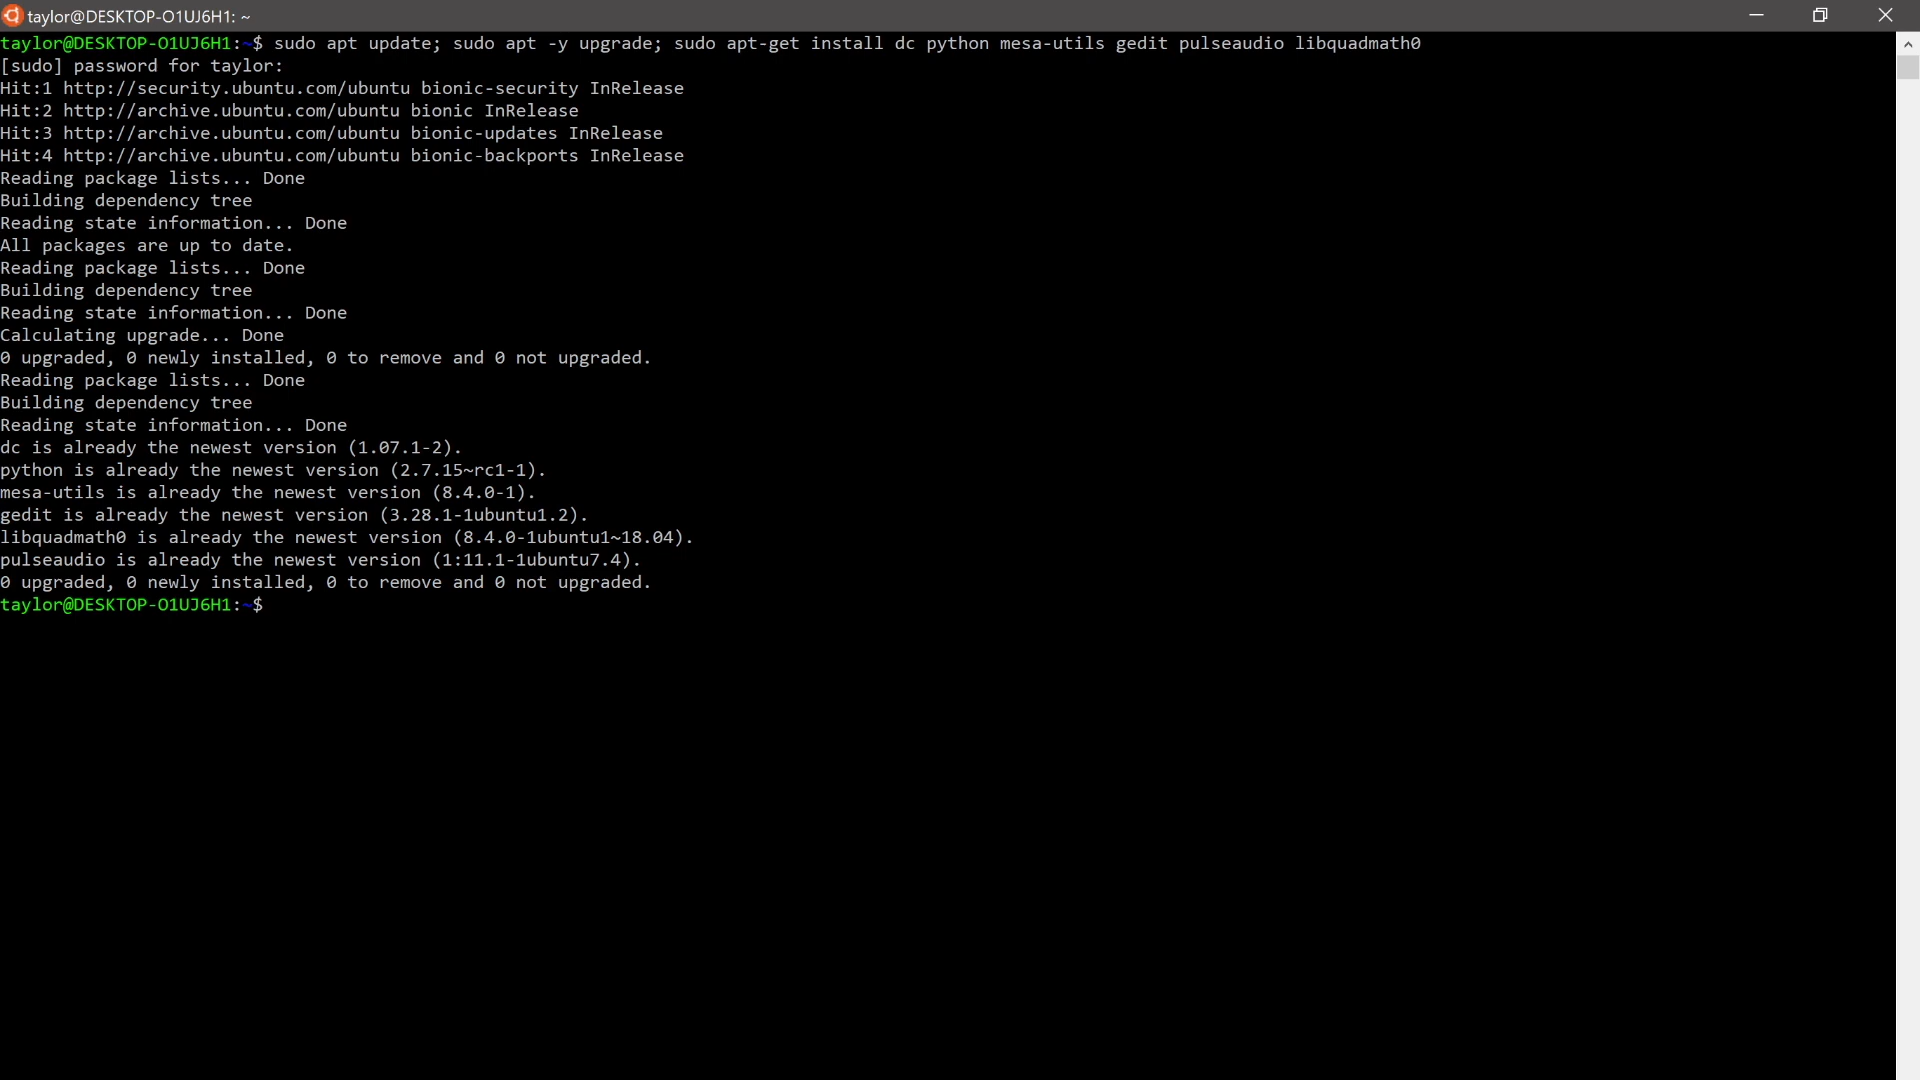 taylor@DESKTOP-O1UJ6H1: ~
taylor@DESKTOP-O1UJ6H1:~$ sudo apt update; sudo apt -y upgrade; sudo apt-get install dc python mesa-utils gedit pulseaudio libquadmath0
[sudo] password for taylor:
Hit:1 http://security.ubuntu.com/ubuntu bionic-security InRelease
Hit:2 http://archive.ubuntu.com/ubuntu bionic InRelease
Hit:3 http://archive.ubuntu.com/ubuntu bionic-updates InRelease
Hit:4 http://archive.ubuntu.com/ubuntu bionic-backports InRelease
Reading package lists... Done
Building dependency tree
Reading state information... Done
All packages are up to date.
Reading package lists... Done
Building dependency tree
Reading state information... Done
Calculating upgrade... Done
0 upgraded, 0 newly installed, 0 to remove and 0 not upgraded.
Reading package lists... Done
Building dependency tree
Reading state information... Done
dc is already the newest version (1.07.1-2).
python is already the newest version (2.7.15~rc1-1).
mesa-utils is already the newest version (8.4.0-1).
gedit is already the newest version (3.28.1-1ubuntu1.2).
libquadmath0 is already the newest version (8.4.0-1ubuntu1~18.04).
pulseaudio is already the newest version (1:11.1-1ubuntu7.4).
0 upgraded, 0 newly installed, 0 to remove and 0 not upgraded.
taylor@DESKTOP-O1UJ6H1:~$